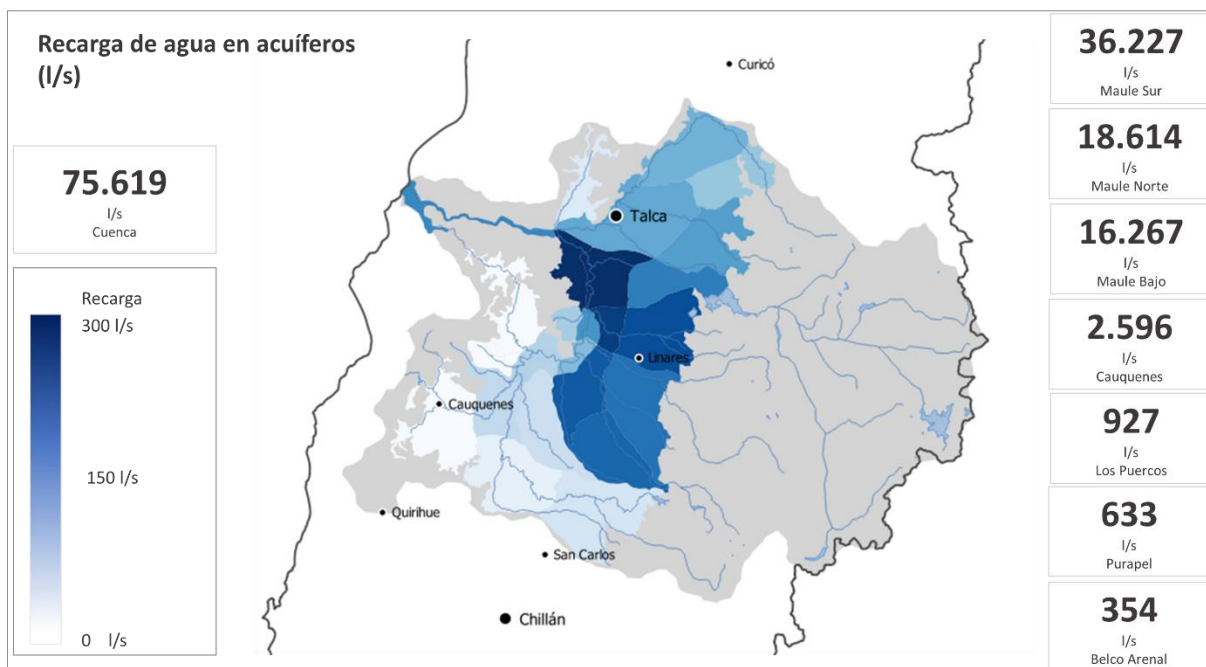 Recarga de agua en acuíferos
(l/s)
75.619
l/s
Cuenca
Recarga
300 l/s
150 l/s
0 l/s
Curicó
Talca
Linares
Cauquenes
Quirihue
San Carlos
Chillán
36.227
l/s
Maule Sur
18.614
l/s
Maule Norte
16.267
l/s
Maule Bajo
2.596
l/s
Cauquenes
927
l/s
Los Puercos
633
l/s
Purapel
354
l/s
Belco Arenal